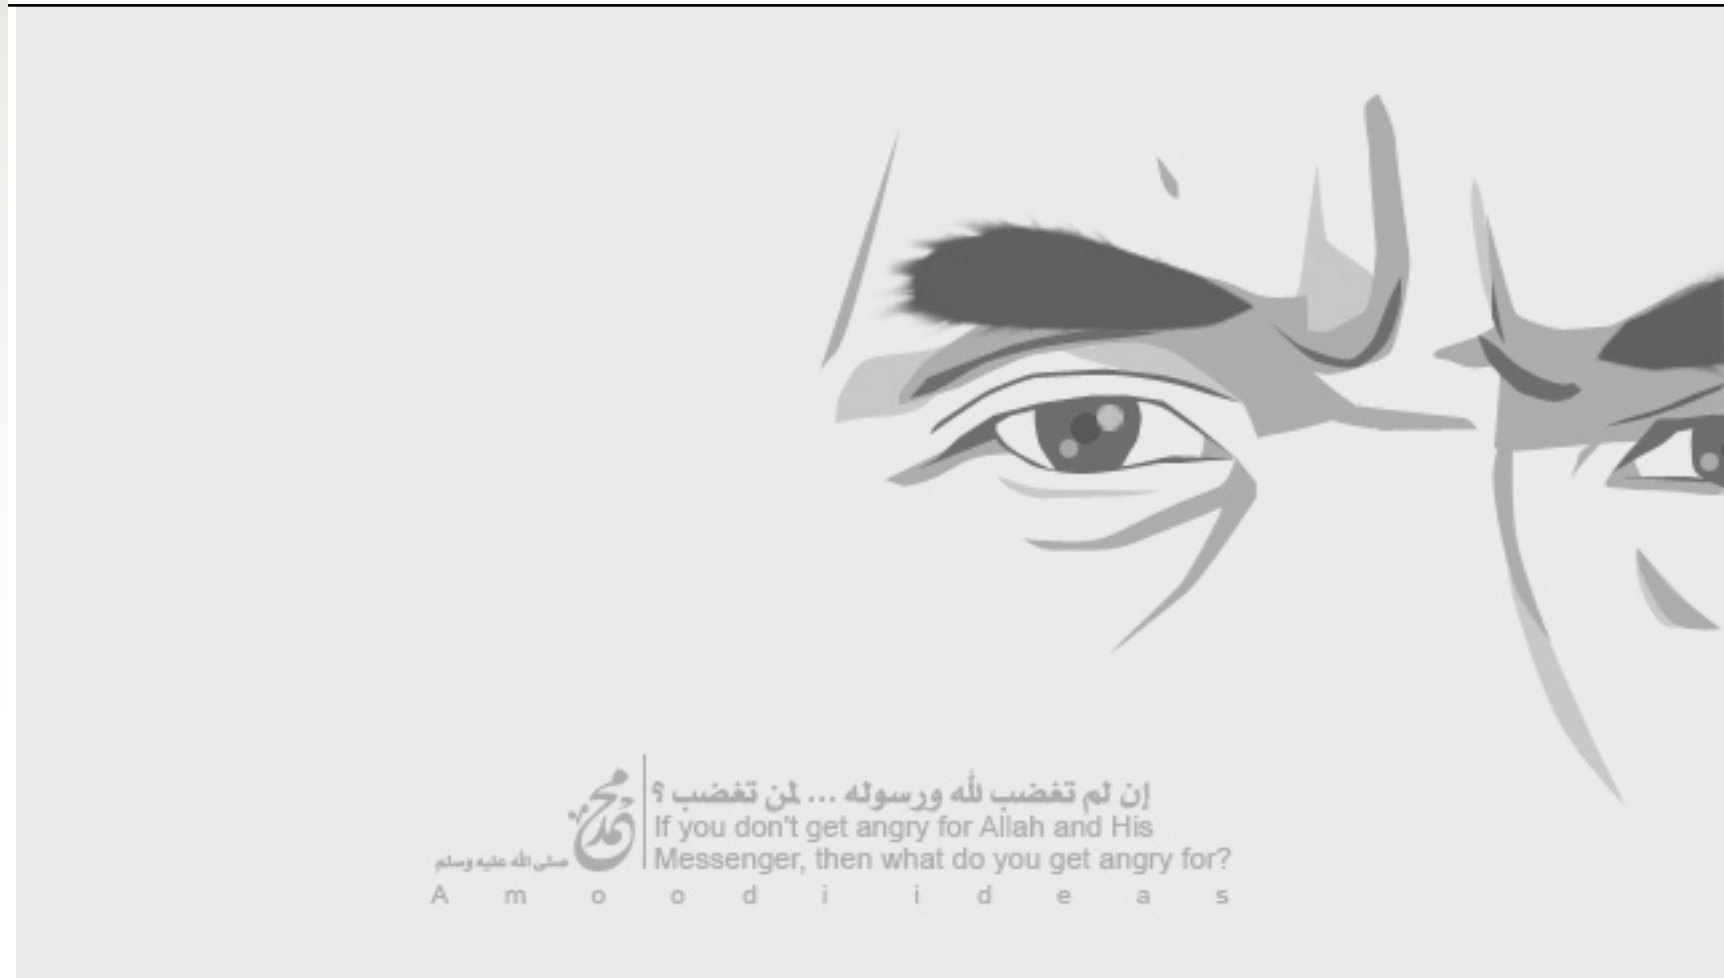 إن لم تغضب لله ورسوله ... لمن تغضب ؟
If you don't get angry for Allah and His
Messenger, then what do you get angry for?
محمد
صلى الله عليه وسلم
A m o o d i i d e a s